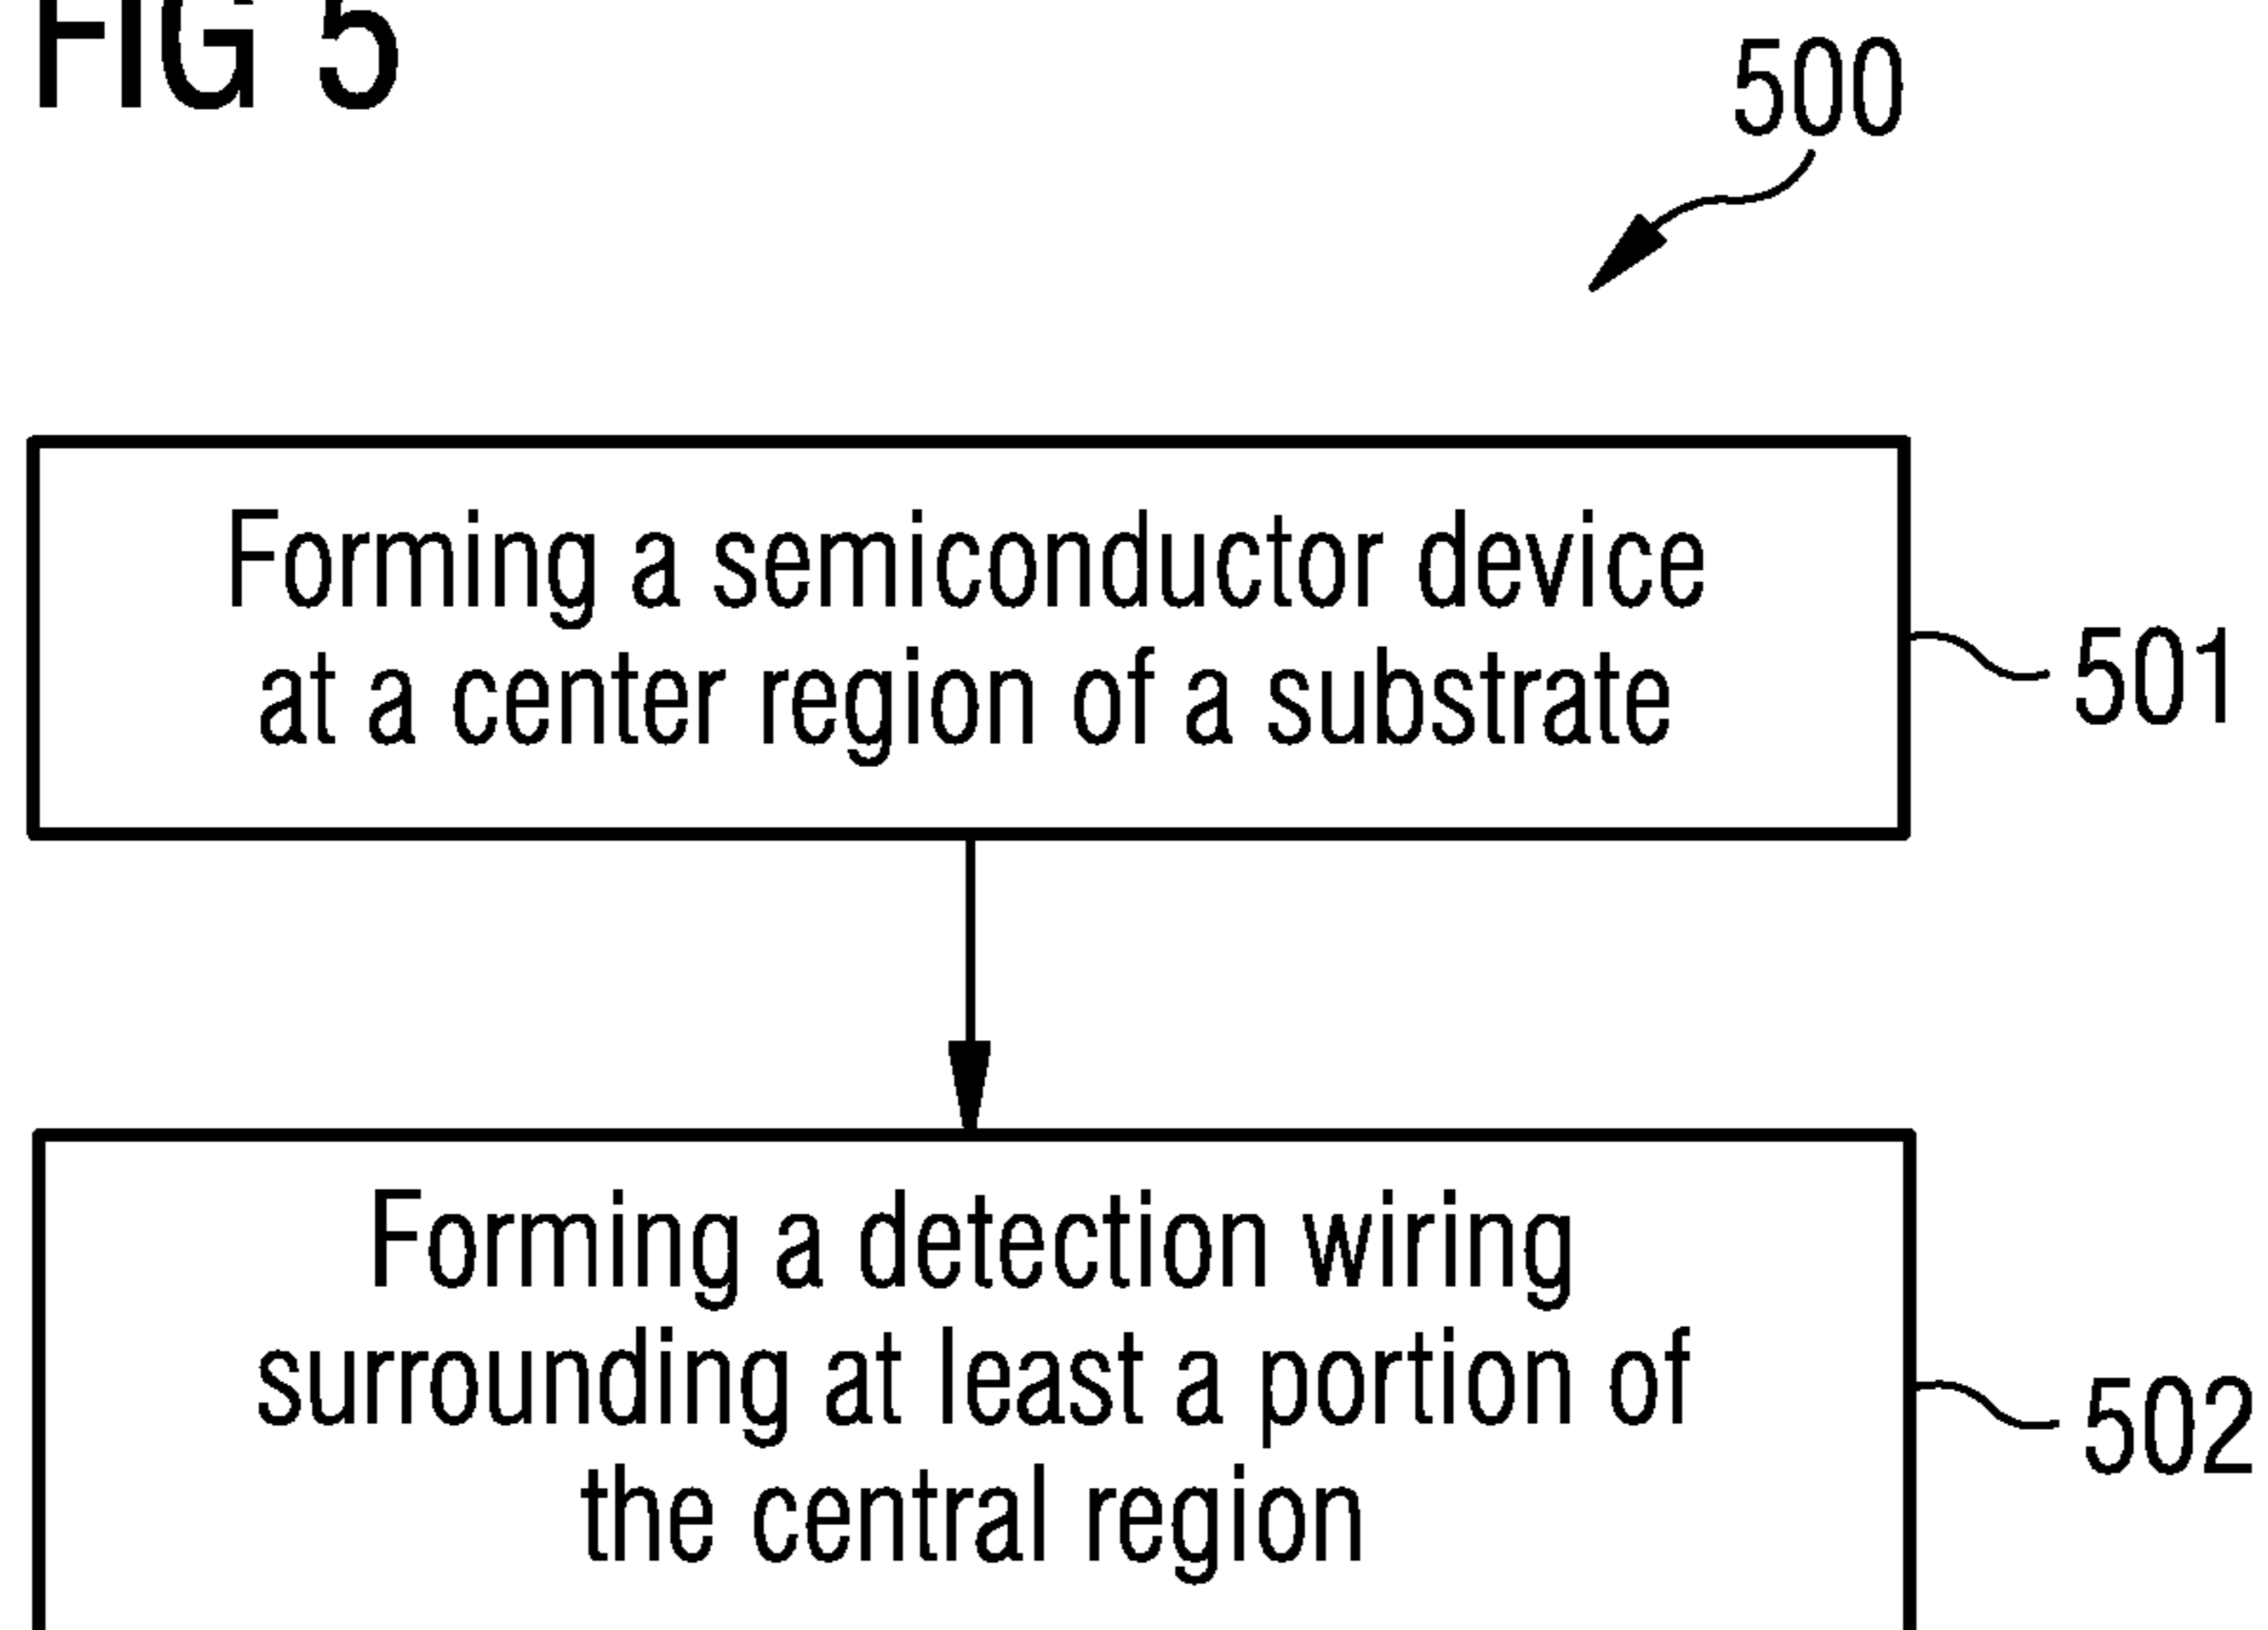 FIG 5
500
Forming a semiconductor device
at a center region of a substrate
501
Forming a detection wiring
surrounding at least a portion of
the central region
502